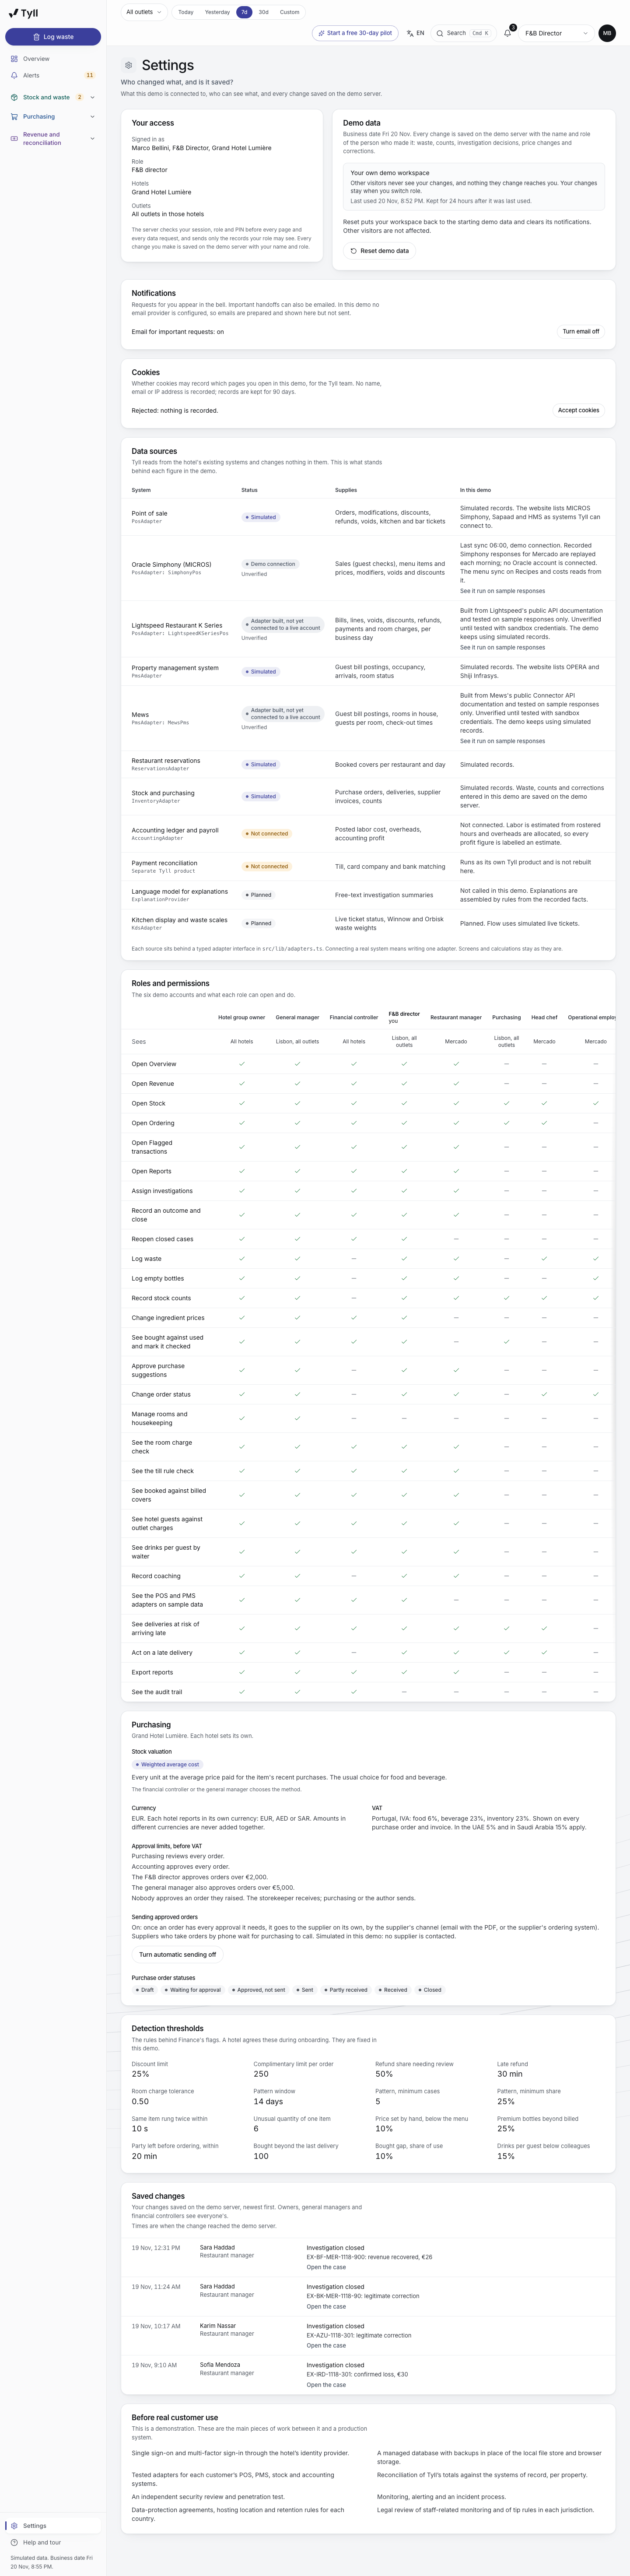 Tyll
All outlets
Today
Yesterday
7d
30d
Custom
Log waste
Start a free 30-day pilot
EN
Search
Cmd K
3
F&B Director
MB
Overview
Alerts
11
Stock and waste
2
Purchasing
Revenue and
reconciliation
Settings
Who changed what, and is it saved?
What this demo is connected to, who can see what, and every change saved on the demo server.
Your access
Signed in as
Marco Bellini, F&B Director, Grand Hotel Lumière
Role
F&B director
Hotels
Grand Hotel Lumière
Outlets
All outlets in those hotels
The server checks your session, role and PIN before every page and
every data request, and sends only the records your role may see. Every
change you make is saved on the demo server with your name and role.
Demo data
Business date Fri 20 Nov. Every change is saved on the demo server with the name and role
of the person who made it: waste, counts, investigation decisions, price changes and
corrections.
Your own demo workspace
Other visitors never see your changes, and nothing they change reaches you. Your changes
stay when you switch role.
Last used 20 Nov, 8:52 PM. Kept for 24 hours after it was last used.
Reset puts your workspace back to the starting demo data and clears its notifications.
Other visitors are not affected.
Reset demo data
Notifications
Requests for you appear in the bell. Important handoffs can also be emailed. In this demo no
email provider is configured, so emails are prepared and shown here but not sent.
Email for important requests: on
Turn email off
Cookies
Whether cookies may record which pages you open in this demo, for the Tyll team. No name,
email or IP address is recorded; records are kept for 90 days.
Rejected: nothing is recorded.
Accept cookies
Data sources
Tyll reads from the hotel's existing systems and changes nothing in them. This is what stands
behind each figure in the demo.
System
Status
Supplies
In this demo
Point of sale
PosAdapter
Simulated
Orders, modifications, discounts,
refunds, voids, kitchen and bar tickets
Simulated records. The website lists MICROS
Simphony, Sapaad and HMS as systems Tyll can
connect to.
Oracle Simphony (MICROS)
PosAdapter: SimphonyPos
Demo connection
Unverified
Sales (guest checks), menu items and
prices, modifiers, voids and discounts
Last sync 06:00, demo connection. Recorded
Simphony responses for Mercado are replayed
each morning; no Oracle account is connected.
The menu sync on Recipes and costs reads from
it.
See it run on sample responses
Lightspeed Restaurant K Series
PosAdapter: LightspeedKSeriesPos
Adapter built, not yet
connected to a live account
Unverified
Bills, lines, voids, discounts, refunds,
payments and room charges, per
business day
Built from Lightspeed's public API documentation
and tested on sample responses only. Unverified
until tested with sandbox credentials. The demo
keeps using simulated records.
See it run on sample responses
Property management system
PmsAdapter
Simulated
Guest bill postings, occupancy,
arrivals, room status
Simulated records. The website lists OPERA and
Shiji Infrasys.
Mews
PmsAdapter: MewsPms
Adapter built, not yet
connected to a live account
Unverified
Guest bill postings, rooms in house,
guests per room, check-out times
Built from Mews's public Connector API
documentation and tested on sample responses
only. Unverified until tested with sandbox
credentials. The demo keeps using simulated
records.
See it run on sample responses
Restaurant reservations
ReservationsAdapter
Simulated
Booked covers per restaurant and day
Simulated records.
Stock and purchasing
InventoryAdapter
Simulated
Purchase orders, deliveries, supplier
invoices, counts
Simulated records. Waste, counts and corrections
entered in this demo are saved on the demo
server.
Accounting ledger and payroll
AccountingAdapter
Not connected
Posted labor cost, overheads,
accounting profit
Not connected. Labor is estimated from rostered
hours and overheads are allocated, so every
profit figure is labelled an estimate.
Payment reconciliation
Separate Tyll product
Not connected
Till, card company and bank matching
Runs as its own Tyll product and is not rebuilt
here.
Language model for explanations
ExplanationProvider
Planned
Free-text investigation summaries
Not called in this demo. Explanations are
assembled by rules from the recorded facts.
Kitchen display and waste scales
KdsAdapter
Planned
Live ticket status, Winnow and Orbisk
waste weights
Planned. Flow uses simulated live tickets.
Each source sits behind a typed adapter interface in src/lib/adapters.ts. Connecting a real system means writing one adapter. Screens and calculations stay as they are.
Roles and permissions
The six demo accounts and what each role can open and do.
Hotel group owner
General manager
Financial controller
F&B director
you
Restaurant manager
Purchasing
Head chef
Operational employ
Sees
All hotels
Lisbon, all outlets
All hotels
Lisbon, all
outlets
Mercado
Lisbon, all
outlets
Mercado
Mercado
Open Overview
Open Revenue
Open Stock
Open Ordering
Open Flagged
transactions
Open Reports
Assign investigations
Record an outcome and
close
Reopen closed cases
Log waste
Log empty bottles
Record stock counts
Change ingredient prices
See bought against used
and mark it checked
Approve purchase
suggestions
Change order status
Manage rooms and
housekeeping
See the room charge
check
See the till rule check
See booked against billed
covers
See hotel guests against
outlet charges
See drinks per guest by
waiter
Record coaching
See the POS and PMS
adapters on sample data
See deliveries at risk of
arriving late
Act on a late delivery
Export reports
See the audit trail
Purchasing
Grand Hotel Lumière. Each hotel sets its own.
Stock valuation
Weighted average cost
Every unit at the average price paid for the item's recent purchases. The usual choice for food and beverage.
The financial controller or the general manager chooses the method.
Currency
EUR. Each hotel reports in its own currency: EUR, AED or SAR. Amounts in
different currencies are never added together.
VAT
Portugal, IVA: food 6%, beverage 23%, inventory 23%. Shown on every
purchase order and invoice. In the UAE 5% and in Saudi Arabia 15% apply.
Approval limits, before VAT
Purchasing reviews every order.
Accounting approves every order.
The F&B director approves orders over €2,000.
The general manager also approves orders over €5,000.
Nobody approves an order they raised. The storekeeper receives; purchasing or the author sends.
Sending approved orders
On: once an order has every approval it needs, it goes to the supplier on its own, by the supplier's channel (email with the PDF, or the supplier's ordering system).
Suppliers who take orders by phone wait for purchasing to call. Simulated in this demo: no supplier is contacted.
Turn automatic sending off
Purchase order statuses
Draft
Waiting for approval
Approved, not sent
Sent
Partly received
Received
Closed
Detection thresholds
The rules behind Finance's flags. A hotel agrees these during onboarding. They are fixed in
this demo.
Discount limit
25%
Complimentary limit per order
250
Refund share needing review
50%
Late refund
30 min
Room charge tolerance
0.50
Pattern window
14 days
Pattern, minimum cases
5
Pattern, minimum share
25%
Same item rung twice within
10 s
Unusual quantity of one item
6
Price set by hand, below the menu
10%
Premium bottles beyond billed
25%
Party left before ordering, within
20 min
Bought beyond the last delivery
100
Bought gap, share of use
10%
Drinks per guest below colleagues
15%
Saved changes
Your changes saved on the demo server, newest first. Owners, general managers and
financial controllers see everyone's.
Times are when the change reached the demo server.
19 Nov, 12:31 PM
Sara Haddad
Restaurant manager
Investigation closed
EX-BF-MER-1118-900: revenue recovered, €26
Open the case
19 Nov, 11:24 AM
Sara Haddad
Restaurant manager
Investigation closed
EX-BK-MER-1118-90: legitimate correction
Open the case
19 Nov, 10:17 AM
Karim Nassar
Restaurant manager
Investigation closed
EX-AZU-1118-301: legitimate correction
Open the case
19 Nov, 9:10 AM
Sofia Mendoza
Restaurant manager
Investigation closed
EX-IRD-1118-301: confirmed loss, €30
Open the case
Before real customer use
This is a demonstration. These are the main pieces of work between it and a production
system.
Single sign-on and multi-factor sign-in through the hotel's identity provider.
A managed database with backups in place of the local file store and browser
storage.
Tested adapters for each customer's POS, PMS, stock and accounting
systems.
Reconciliation of Tyll's totals against the systems of record, per property.
An independent security review and penetration test.
Monitoring, alerting and an incident process.
Data-protection agreements, hosting location and retention rules for each
country.
Legal review of staff-related monitoring and of tip rules in each jurisdiction.
Settings
Help and tour
Simulated data. Business date Fri
20 Nov, 8:55 PM.